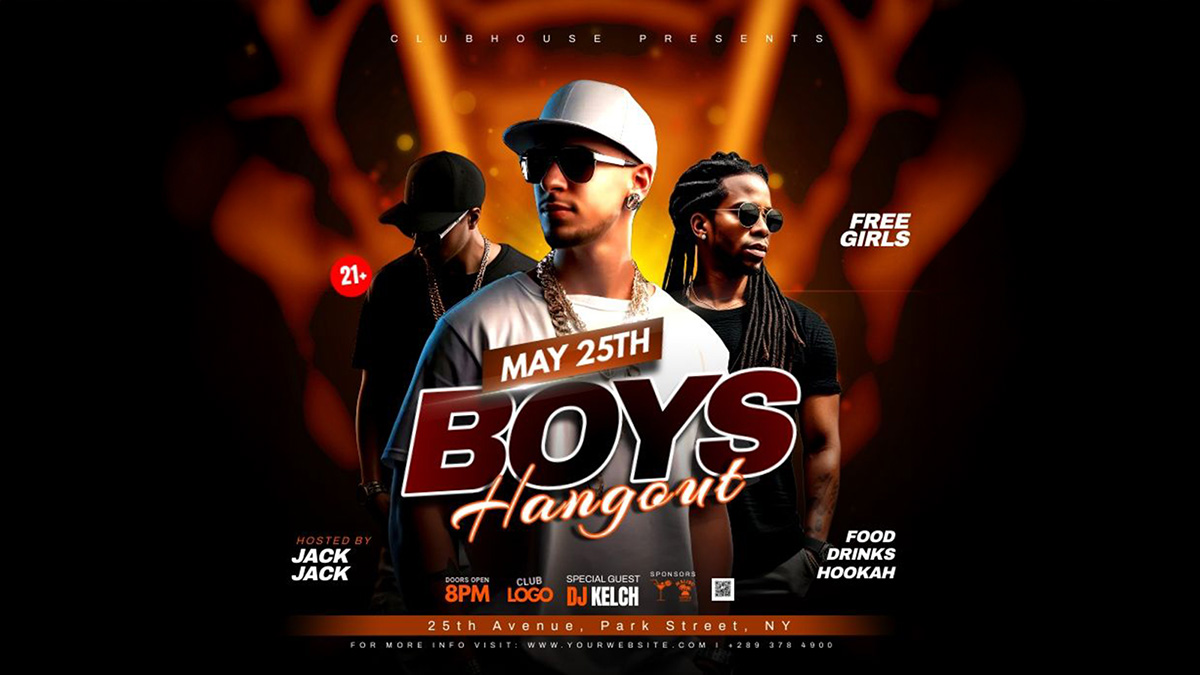 CLUBHOUSE PRESENTS
FREE
GIRLS
21+
MAY 25TH
BOYS
Hangout
HOSTED BY
JACK
JACK
FOOD
DRINKS
HOOKAH
DOORS OPEN
8PM
CLUB
LOGO
SPECIAL GUEST
DJ KELCH
SPONSORS
25th Avenue, Park Street, NY
FOR MORE INFO VISIT: WWW.YOURWEBSITE.COM I +289 378 4900